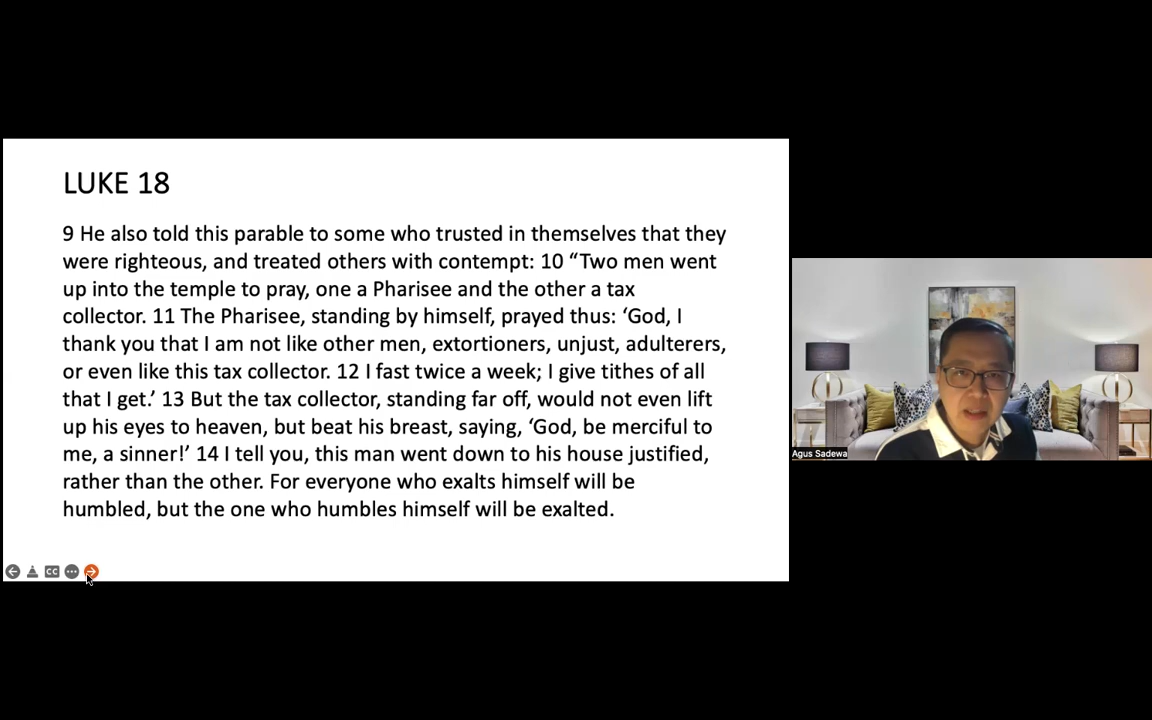 LUKE 18
9 He also told this parable to some who trusted in themselves that they
were righteous, and treated others with contempt: 10 “Two men went
up into the temple to pray, one a Pharisee and the other a tax
collector. 11 The Pharisee, standing by himself, prayed thus: ‘God, I
thank you that I am not like other men, extortioners, unjust, adulterers,
or even like this tax collector. 12 I fast twice a week; I give tithes of all
that I get.’ 13 But the tax collector, standing far off, would not even lift
up his eyes to heaven, but beat his breast, saying, ‘God, be merciful to
me, a sinner!’ 14 I tell you, this man went down to his house justified,
rather than the other. For everyone who exalts himself will be
humbled, but the one who humbles himself will be exalted.
CC
Agus Sadewa